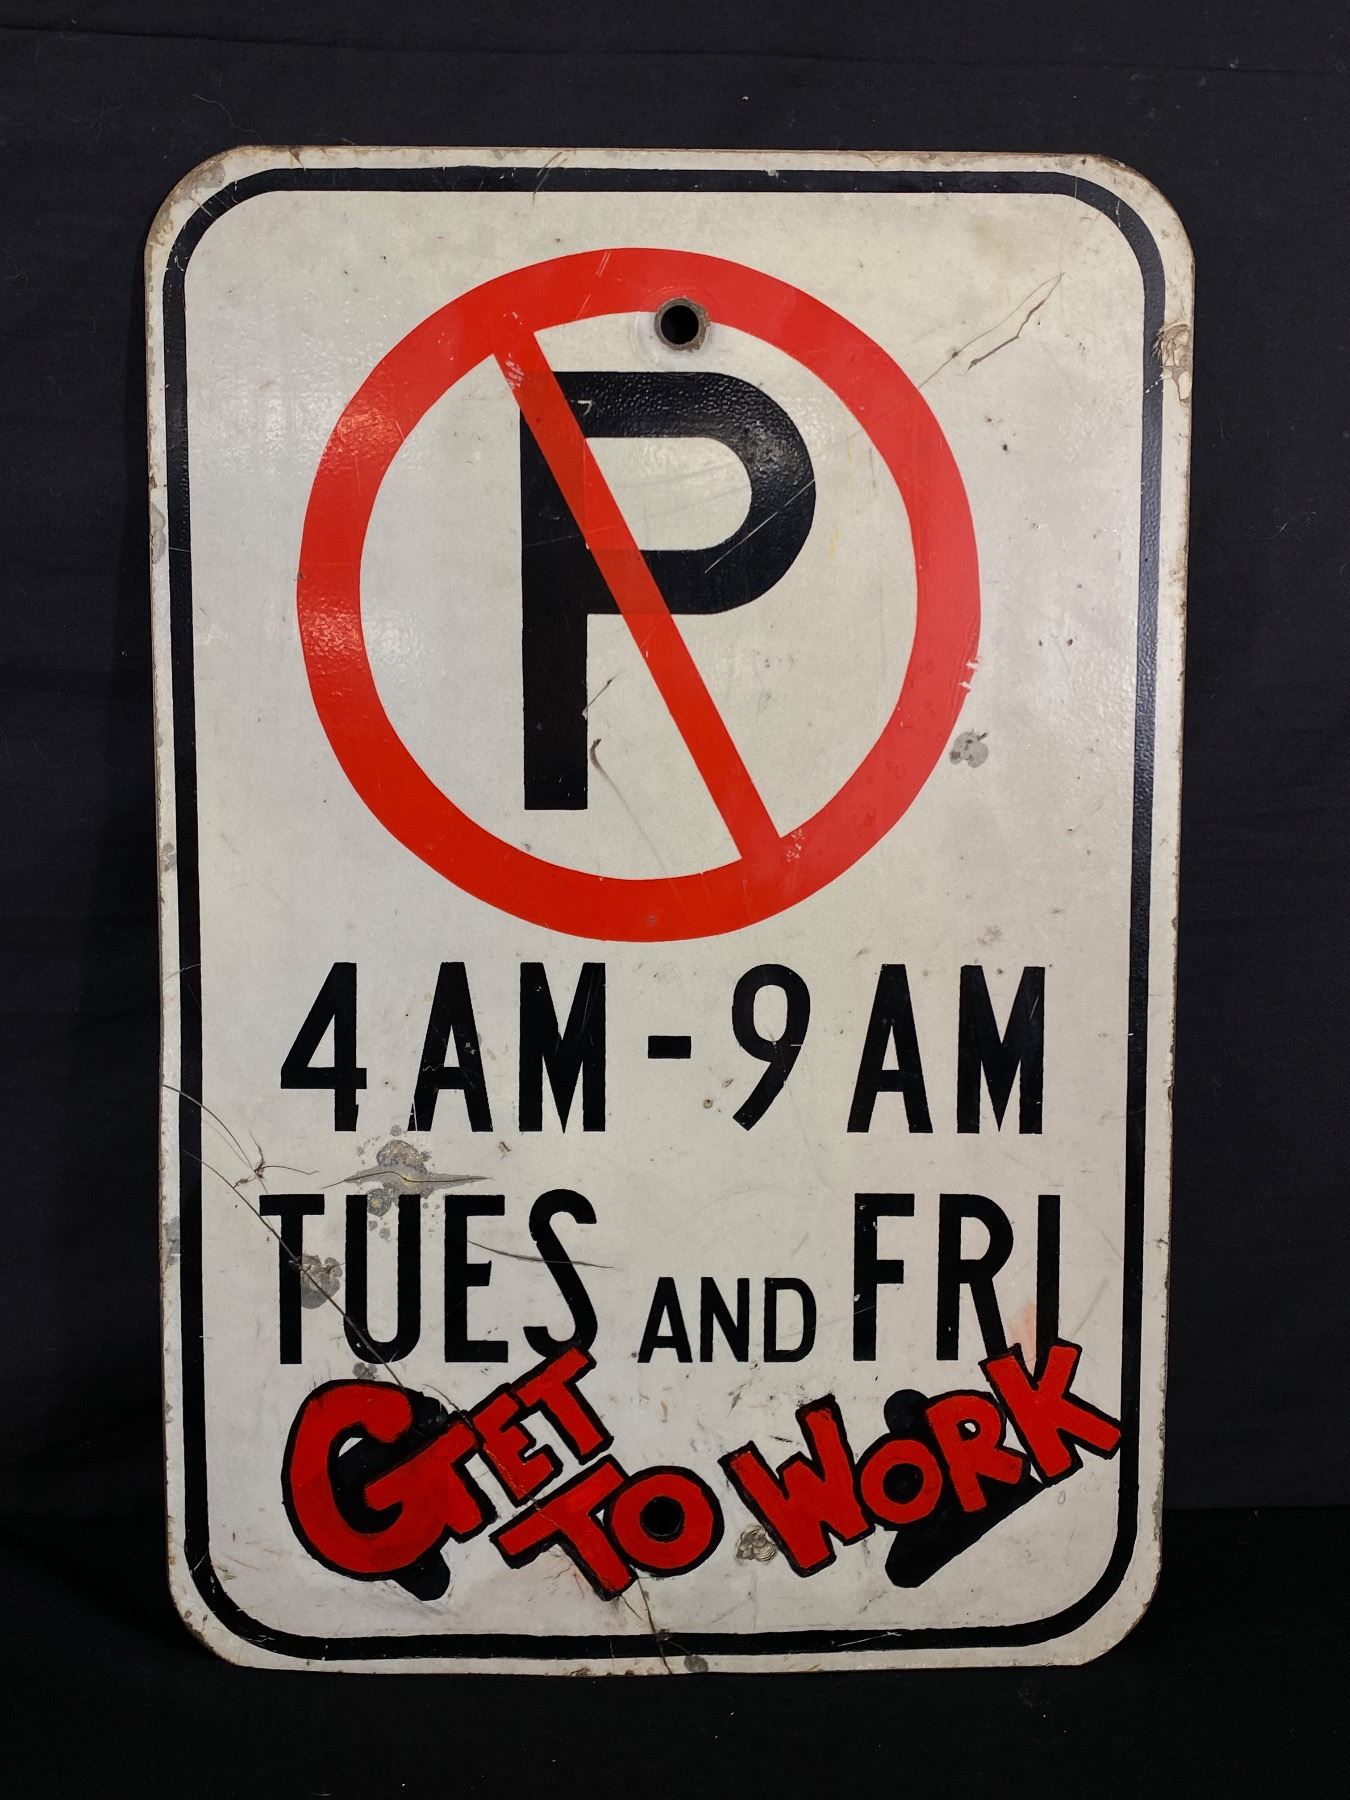 P
4 AM - 9 AM
TUES AND FRI
GET
TO WORK